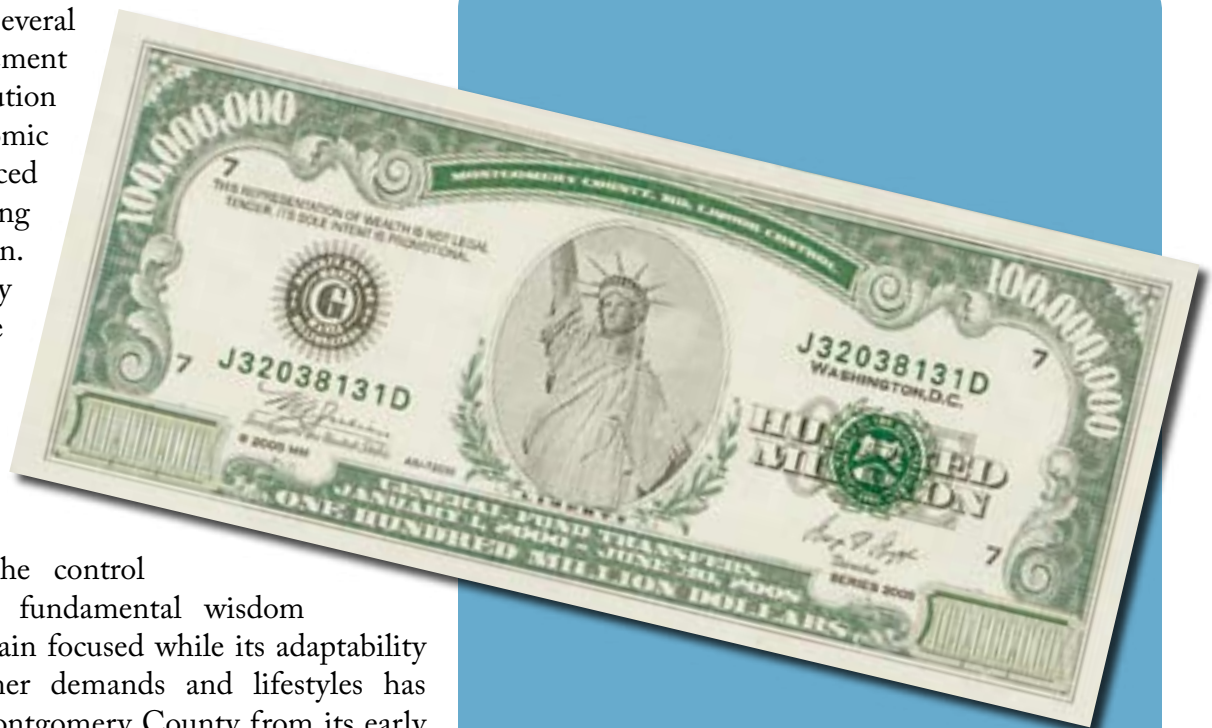 everal
ment
ution
omic
ced
ng
n.
y
e
100,000,000
MONTGOMERY COUNTY, MD. LIQUOR CONTROL
100,000,000
7
THIS REPRESENTATION OF WEALTH IS NOT LEGAL
TENDER. ITS SOLE INTENT IS PROMOTIONAL.
G
7
J32038131D
© 2005 MM
J32038131D
7
WASHINGTON,D.C.
HUNDRED
MILLION
7
SERIES 2005
GENERAL FUND TRANSFERS,
JANUARY 1, 2000 - JUNE 30, 2005
ONE HUNDRED MILLION DOLLARS
he control
fundamental wisdom
ain focused while its adaptability
ner demands and lifestyles has
ontgomery County from its early